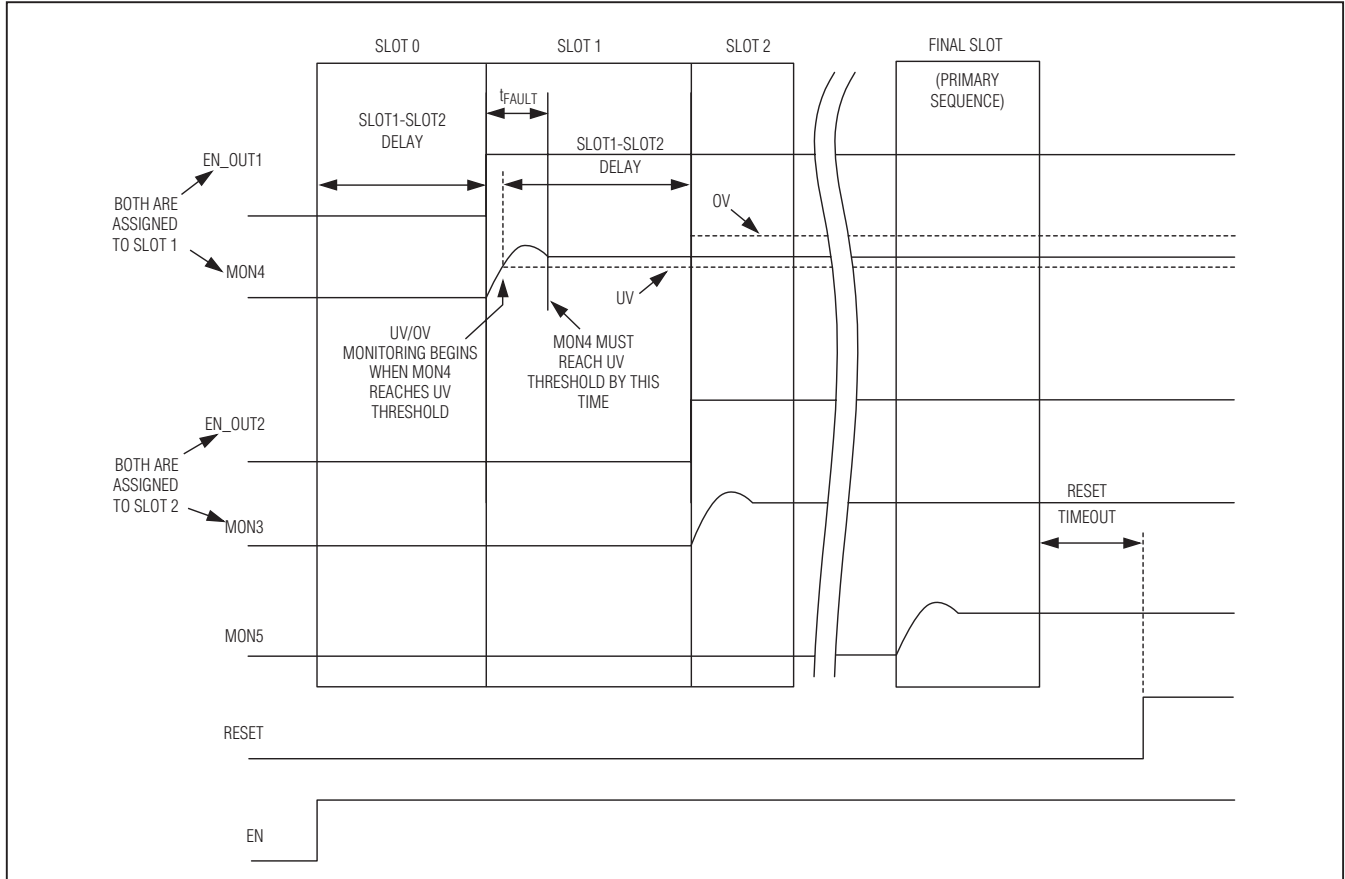 SLOT 0
SLOT 1
SLOT 2
FINAL SLOT
(PRIMARY
SEQUENCE)
tFAULT
SLOT1-SLOT2
DELAY
SLOT1-SLOT2
DELAY
EN_OUT1
BOTH ARE
ASSIGNED
TO SLOT 1
MON4
OV
UV
UV/OV
MONITORING BEGINS
WHEN MON4
REACHES UV
THRESHOLD
MON4 MUST
REACH UV
THRESHOLD BY THIS
TIME
EN_OUT2
BOTH ARE
ASSIGNED
TO SLOT 2
MON3
RESET
TIMEOUT
MON5
RESET
EN